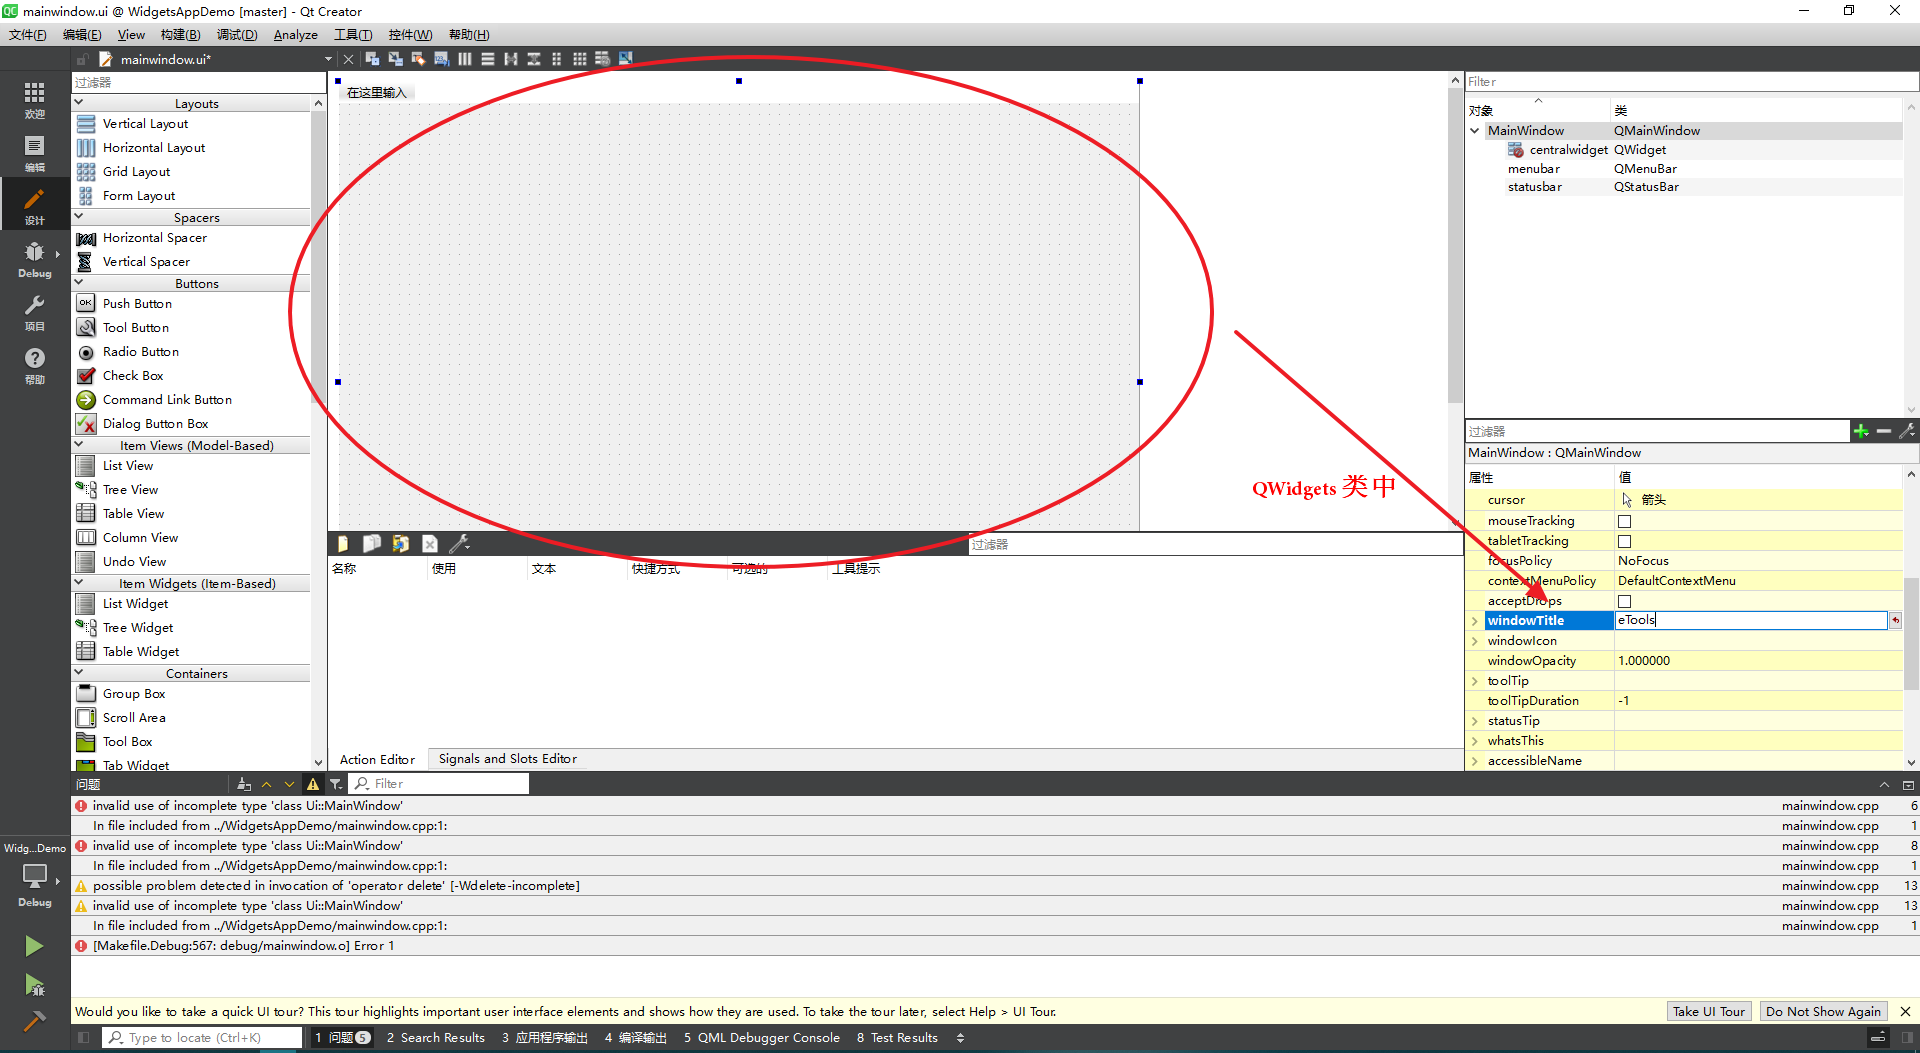 mainwindow.ui @ WidgetsAppDemo [master] - Qt Creator
文件(F) 编辑(E) View 构建(B) 调试(D) Analyze 工具(T) 控件(W) 帮助(H)
mainwindow.ui*
过滤器
Layouts
Vertical Layout
Horizontal Layout
Grid Layout
Form Layout
Spacers
Horizontal Spacer
Vertical Spacer
Buttons
Push Button
Tool Button
Radio Button
Check Box
Command Link Button
Dialog Button Box
Item Views (Model-Based)
List View
Tree View
Table View
Column View
Undo View
Item Widgets (Item-Based)
List Widget
Tree Widget
Table Widget
Containers
Group Box
Scroll Area
Tool Box
Tab Widget
欢迎
编辑
设计
Debug
项目
帮助
Widg...Demo
Debug
在这里输入
QWidgets 类中
过滤器
名称 使用 文本 快捷方式 可选的 工具提示
Action Editor Signals and Slots Editor
Filter
对象 类
MainWindow QMainWindow
centralwidget QWidget
menubar QMenuBar
statusbar QStatusBar
过滤器
MainWindow : QMainWindow
属性 值
cursor 箭头
mouseTracking
tabletTracking
focusPolicy NoFocus
contextMenuPolicy DefaultContextMenu
acceptDrops
windowTitle eTools
windowIcon
windowOpacity 1.000000
toolTip
toolTipDuration -1
statusTip
whatsThis
accessibleName
问题 Filter
invalid use of incomplete type 'class Ui::MainWindow' mainwindow.cpp 6
In file included from ../WidgetsAppDemo/mainwindow.cpp:1: mainwindow.cpp 1
invalid use of incomplete type 'class Ui::MainWindow' mainwindow.cpp 8
In file included from ../WidgetsAppDemo/mainwindow.cpp:1: mainwindow.cpp 1
possible problem detected in invocation of 'operator delete' [-Wdelete-incomplete] mainwindow.cpp 13
invalid use of incomplete type 'class Ui::MainWindow' mainwindow.cpp 13
In file included from ../WidgetsAppDemo/mainwindow.cpp:1: mainwindow.cpp 1
[Makefile.Debug:567: debug/mainwindow.o] Error 1
Would you like to take a quick UI tour? This tour highlights important user interface elements and shows how they are used. To take the tour later, select Help > UI Tour. Take UI Tour Do Not Show Again
Type to locate (Ctrl+K) 1 问题 5 2 Search Results 3 应用程序输出 4 编译输出 5 QML Debugger Console 8 Test Results